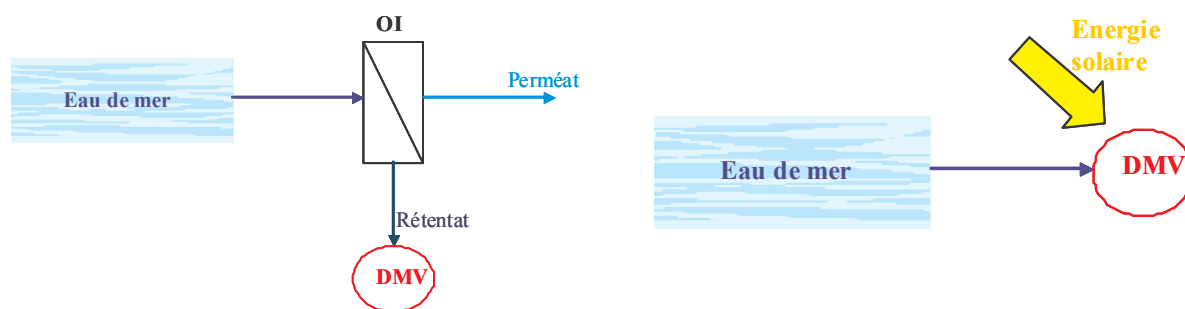 OI
Eau de mer
Perméat
Rétentat
DMV
Energie
solaire
Eau de mer
DMV